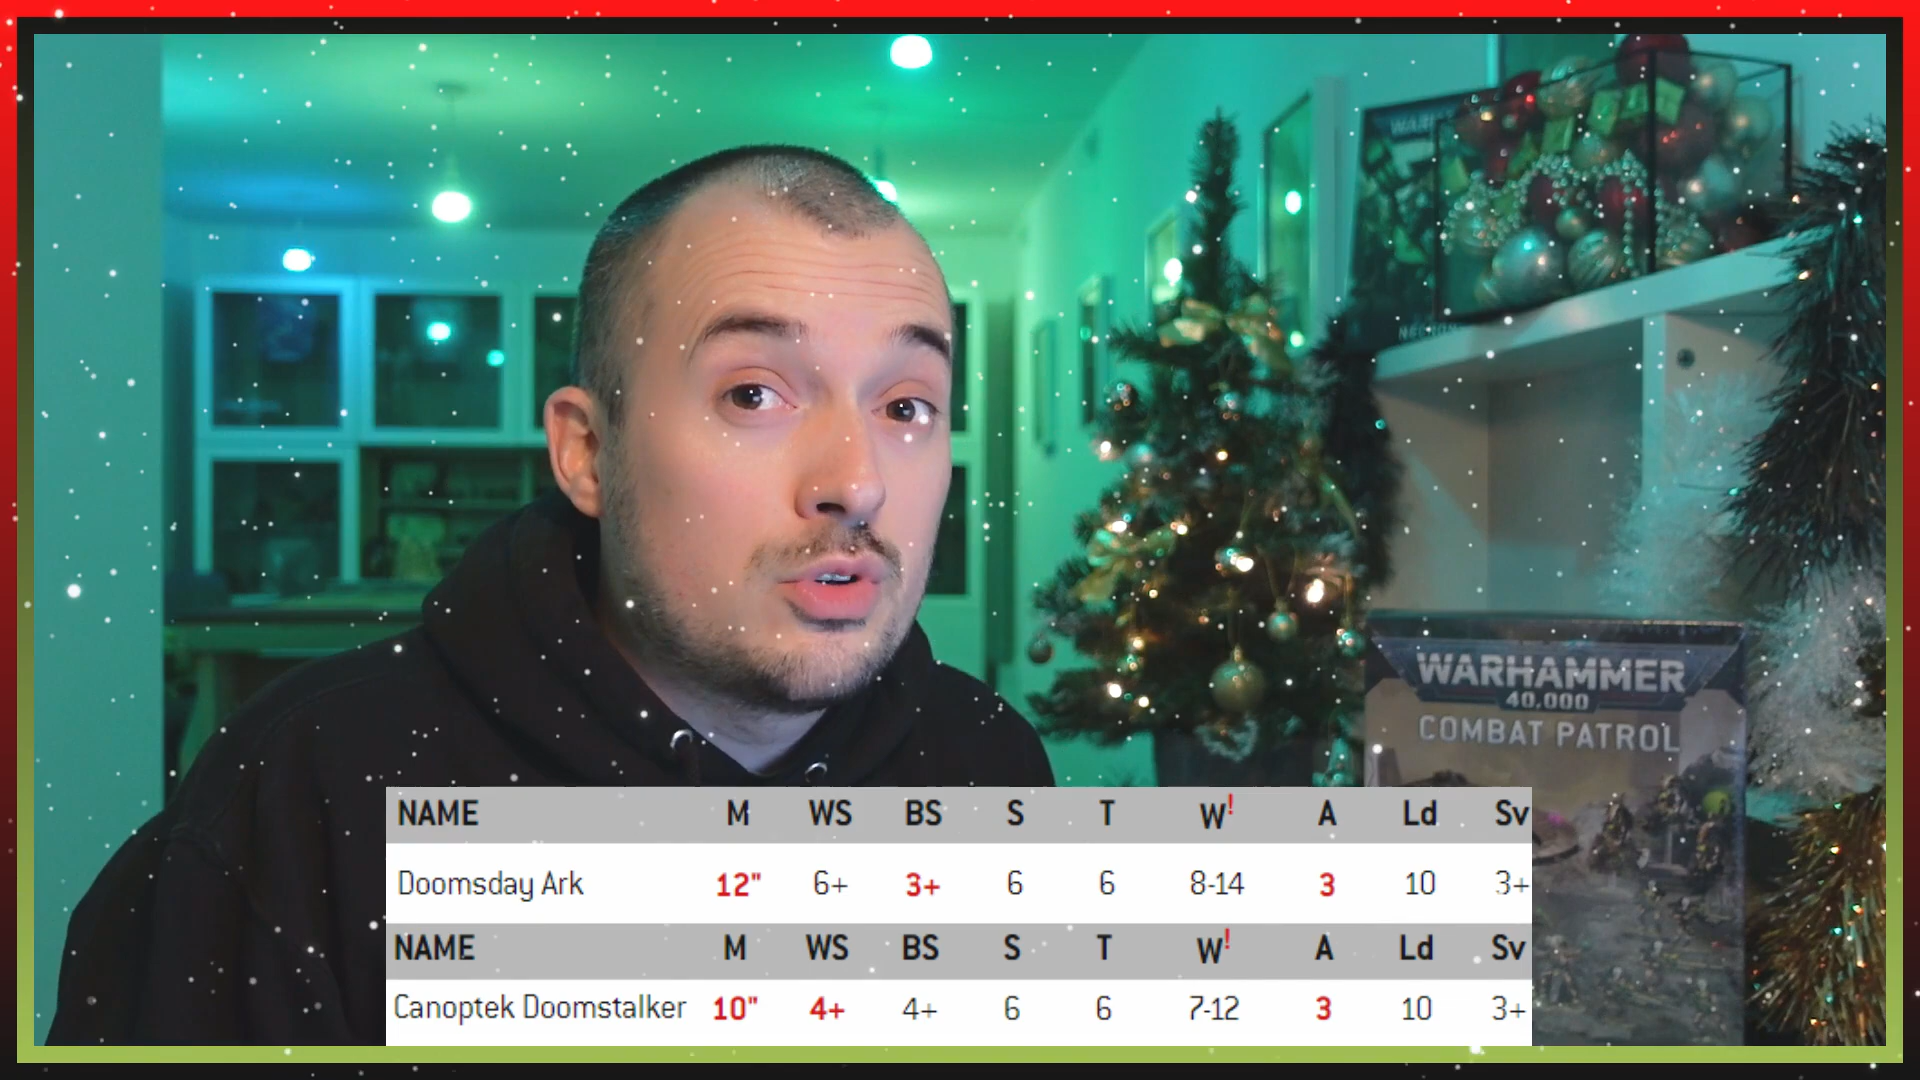 WARHAMMER
40,000
COMBAT PATROL
NAME M WS BS S T W! A Ld Sv
Doomsday Ark 12" 6+ 3+ 6 6 8-14 3 10 3+
NAME M WS BS S T W! A Ld Sv
Canoptek Doomstalker 10" 4+ 4+ 6 6 7-12 3 10 3+